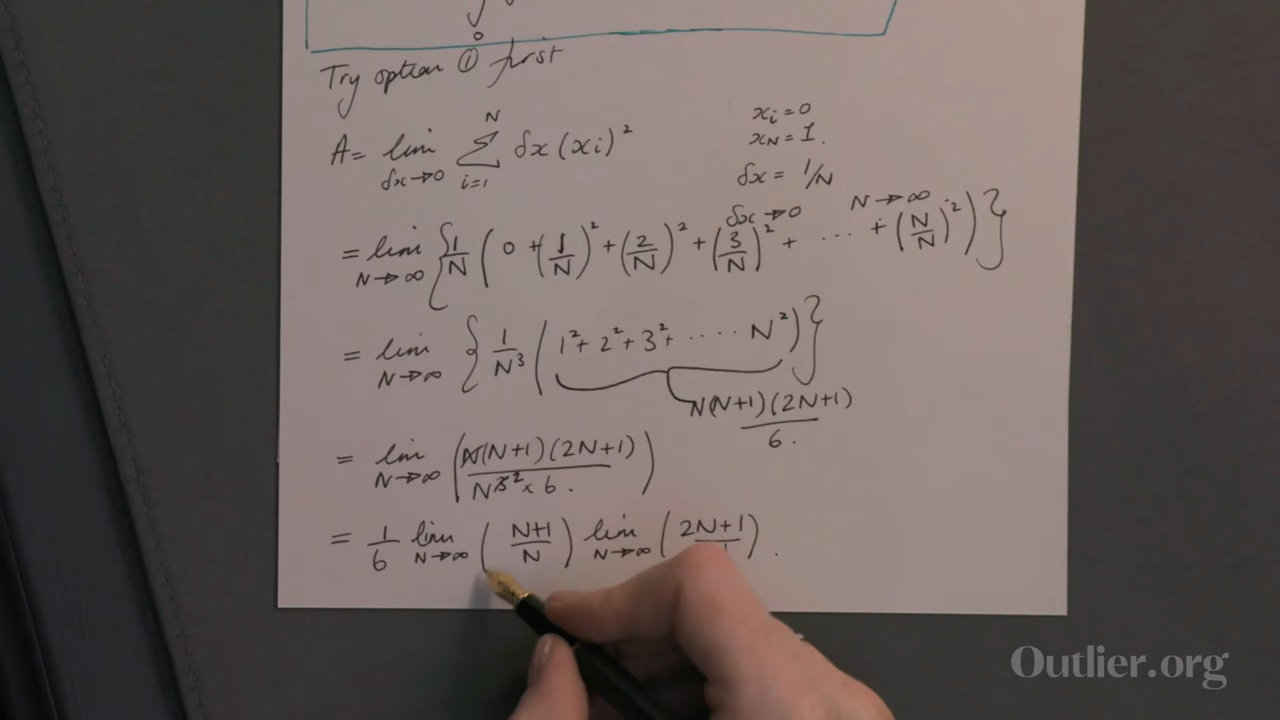 0
Try option ① first
A = lim δx→0 N Σ i=1 δx (xi)²
xi = 0
xN = 1.
δx = 1/N
δx→0 N→∞
= lim N→∞ { 1/N ( 0 + (1/N)² + (2/N)² + (3/N)² + ... + (N/N)² ) }
= lim N→∞ { 1/N³ ( 1² + 2² + 3² + .... N² ) }
N(N+1)(2N+1)
6.
= lim N→∞ ( N(N+1)(2N+1) / N³² × 6. )
= 1/6 lim N→∞ ( N+1 / N ) lim N→∞ ( 2N+1 ) .
Outlier.org